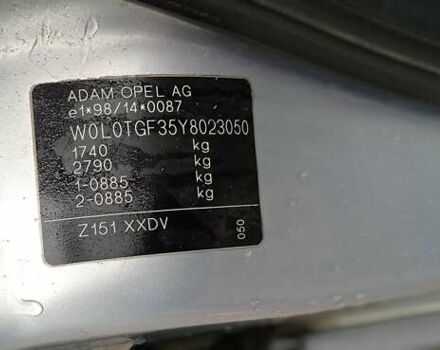 ADAM OPEL AG
e1*98/14*0087
W0L0TGF35Y8023050
1740 kg
2790 kg
1-0885 kg
2-0885 kg
Z151 XXDV
050